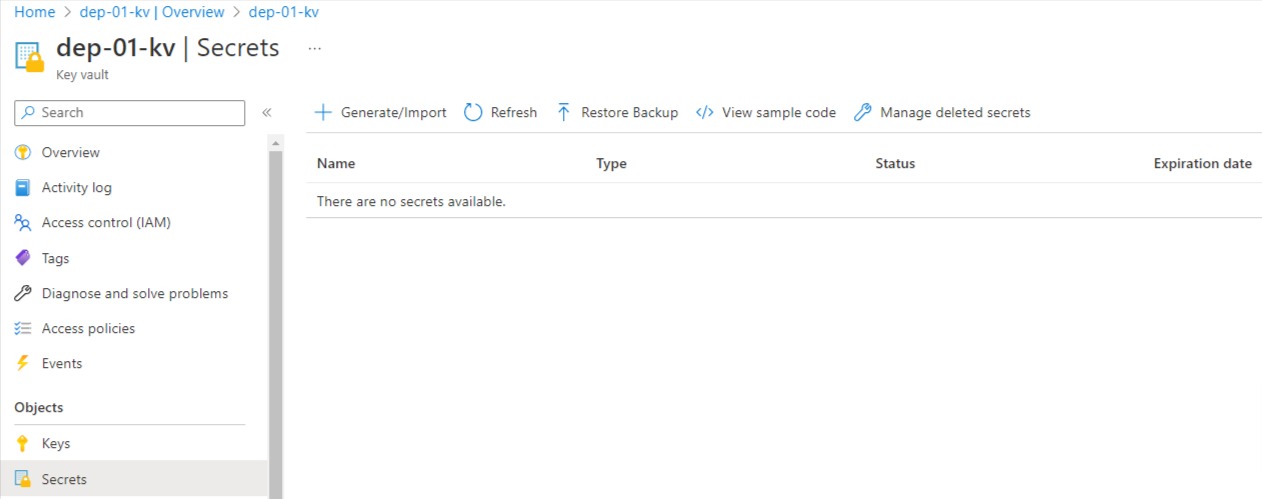 Home > dep-01-kv | Overview > dep-01-kv
dep-01-kv | Secrets ...
Key vault
Search «
Overview
Activity log
Access control (IAM)
Tags
Diagnose and solve problems
Access policies
Events
Objects
Keys
Secrets
Generate/Import Refresh Restore Backup View sample code Manage deleted secrets
Name Type Status Expiration date
There are no secrets available.